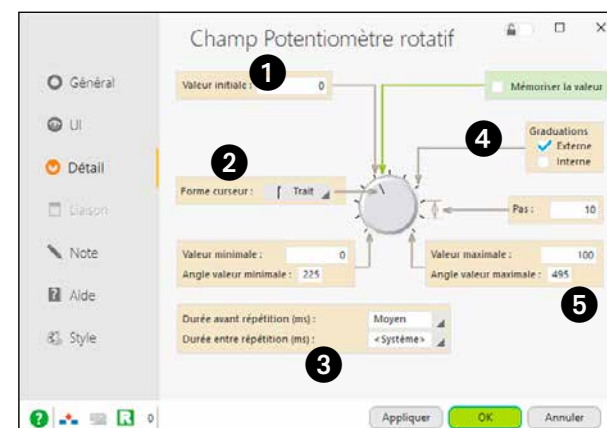 Champ Potentiomètre rotatif
Général
UI
Détail
Liaison
Note
Aide
Style
1
Valeur initiale : 0
Mémoriser la valeur
4
Graduations
Externe
Interne
2
Forme curseur : Trait
Pas : 10
Valeur minimale : 0
Angle valeur minimale : 225
Valeur maximale : 100
Angle valeur maximale : 495
5
Durée avant répétition (ms) : Moyen
Durée entre répétition (ms) : <Système>
3
? R 0
Appliquer
OK
Annuler